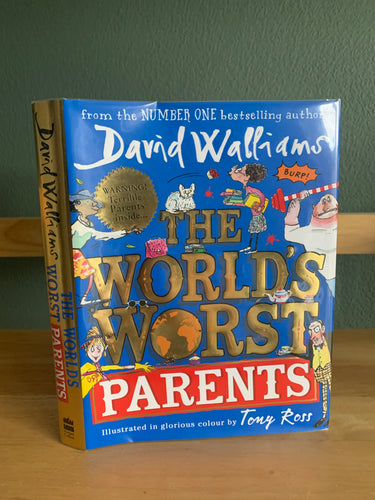 from the NUMBER ONE bestselling author
David Walliams
WARNING!
Terrible
Parents
inside...
BURP!
THE
WORLD'S
WORST
PARENTS
Illustrated in glorious colour by Tony Ross
David Walliams
THE WORLD'S
WORST PARENTS